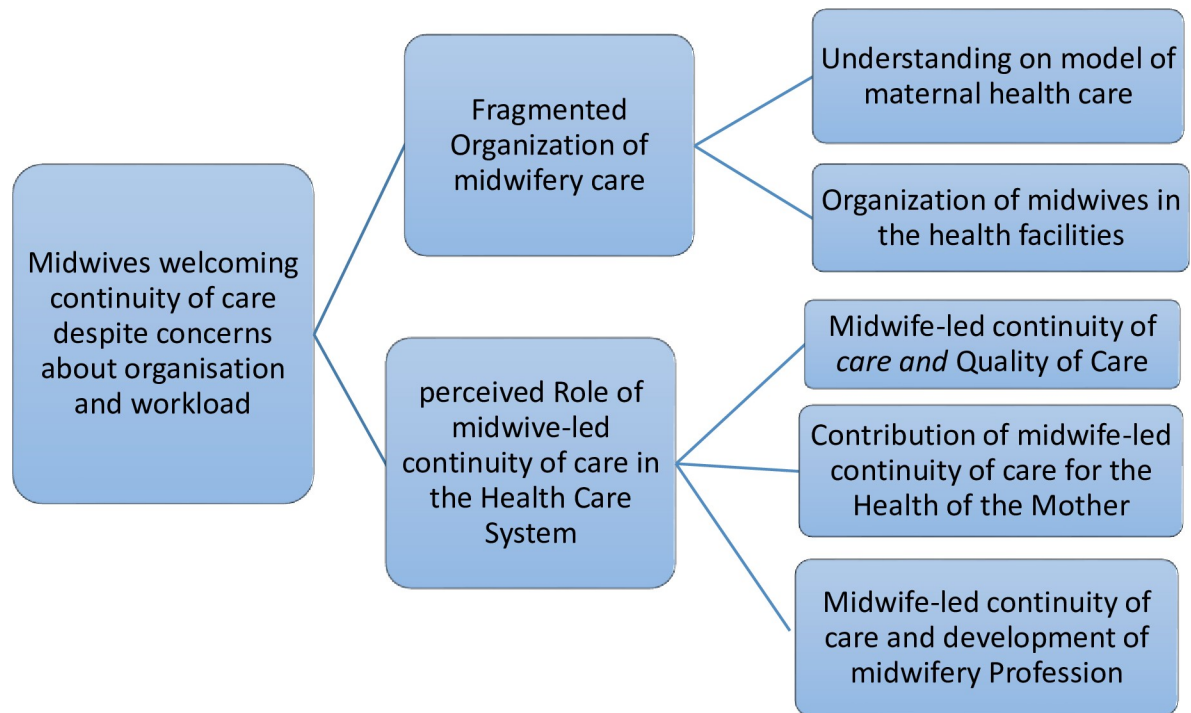 Midwives welcoming
continuity of care
despite concerns
about organisation
and workload
Fragmented
Organization of
midwifery care
perceived Role of
midwive-led
continuity of care in
the Health Care
System
Understanding on model of
maternal health care
Organization of midwives in
the health facilities
Midwife-led continuity of
care and Quality of Care
Contribution of midwife-led
continuity of care for the
Health of the Mother
Midwife-led continuity of
care and development of
midwifery Profession